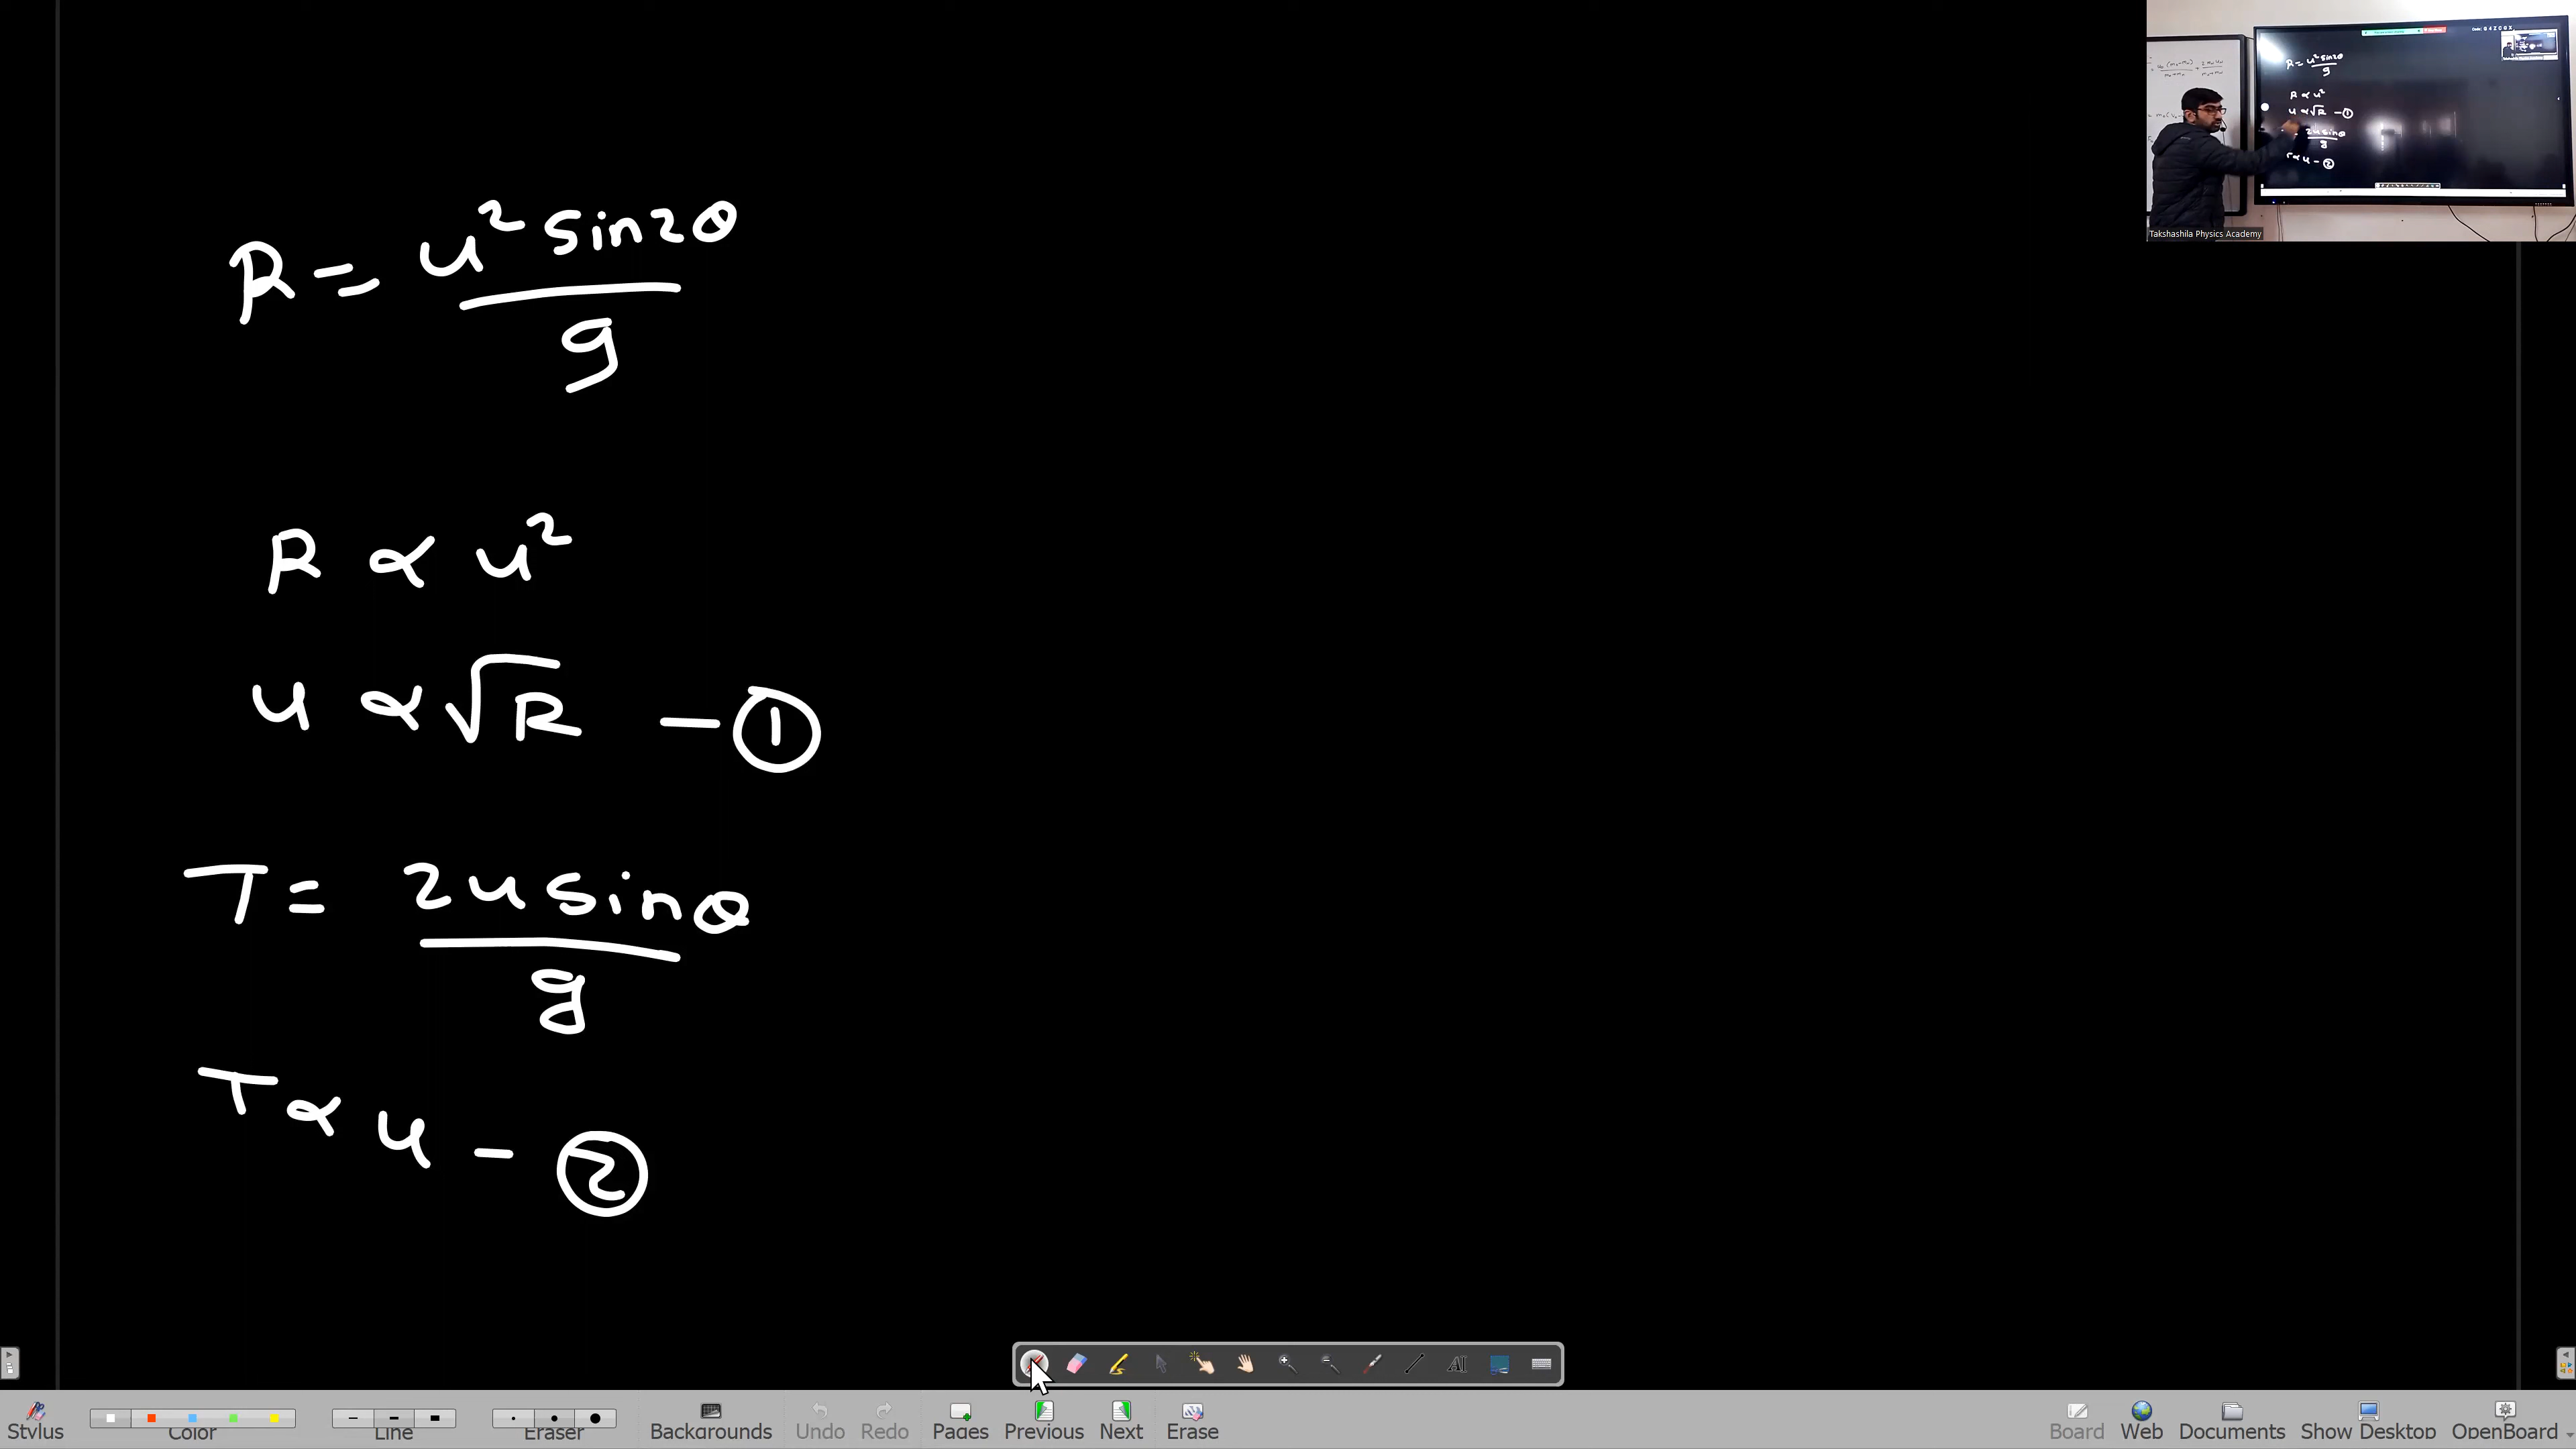 R = u² sin2θ
g
R ∝ u²
u ∝ √R — ①
T = 2u sinθ
g
T ∝ u - ②
Takshashila Physics Academy
Stylus
Color
Line
Eraser
Backgrounds
Undo
Redo
Pages
Previous
Next
Erase
Board
Web
Documents
Show Desktop
OpenBoard